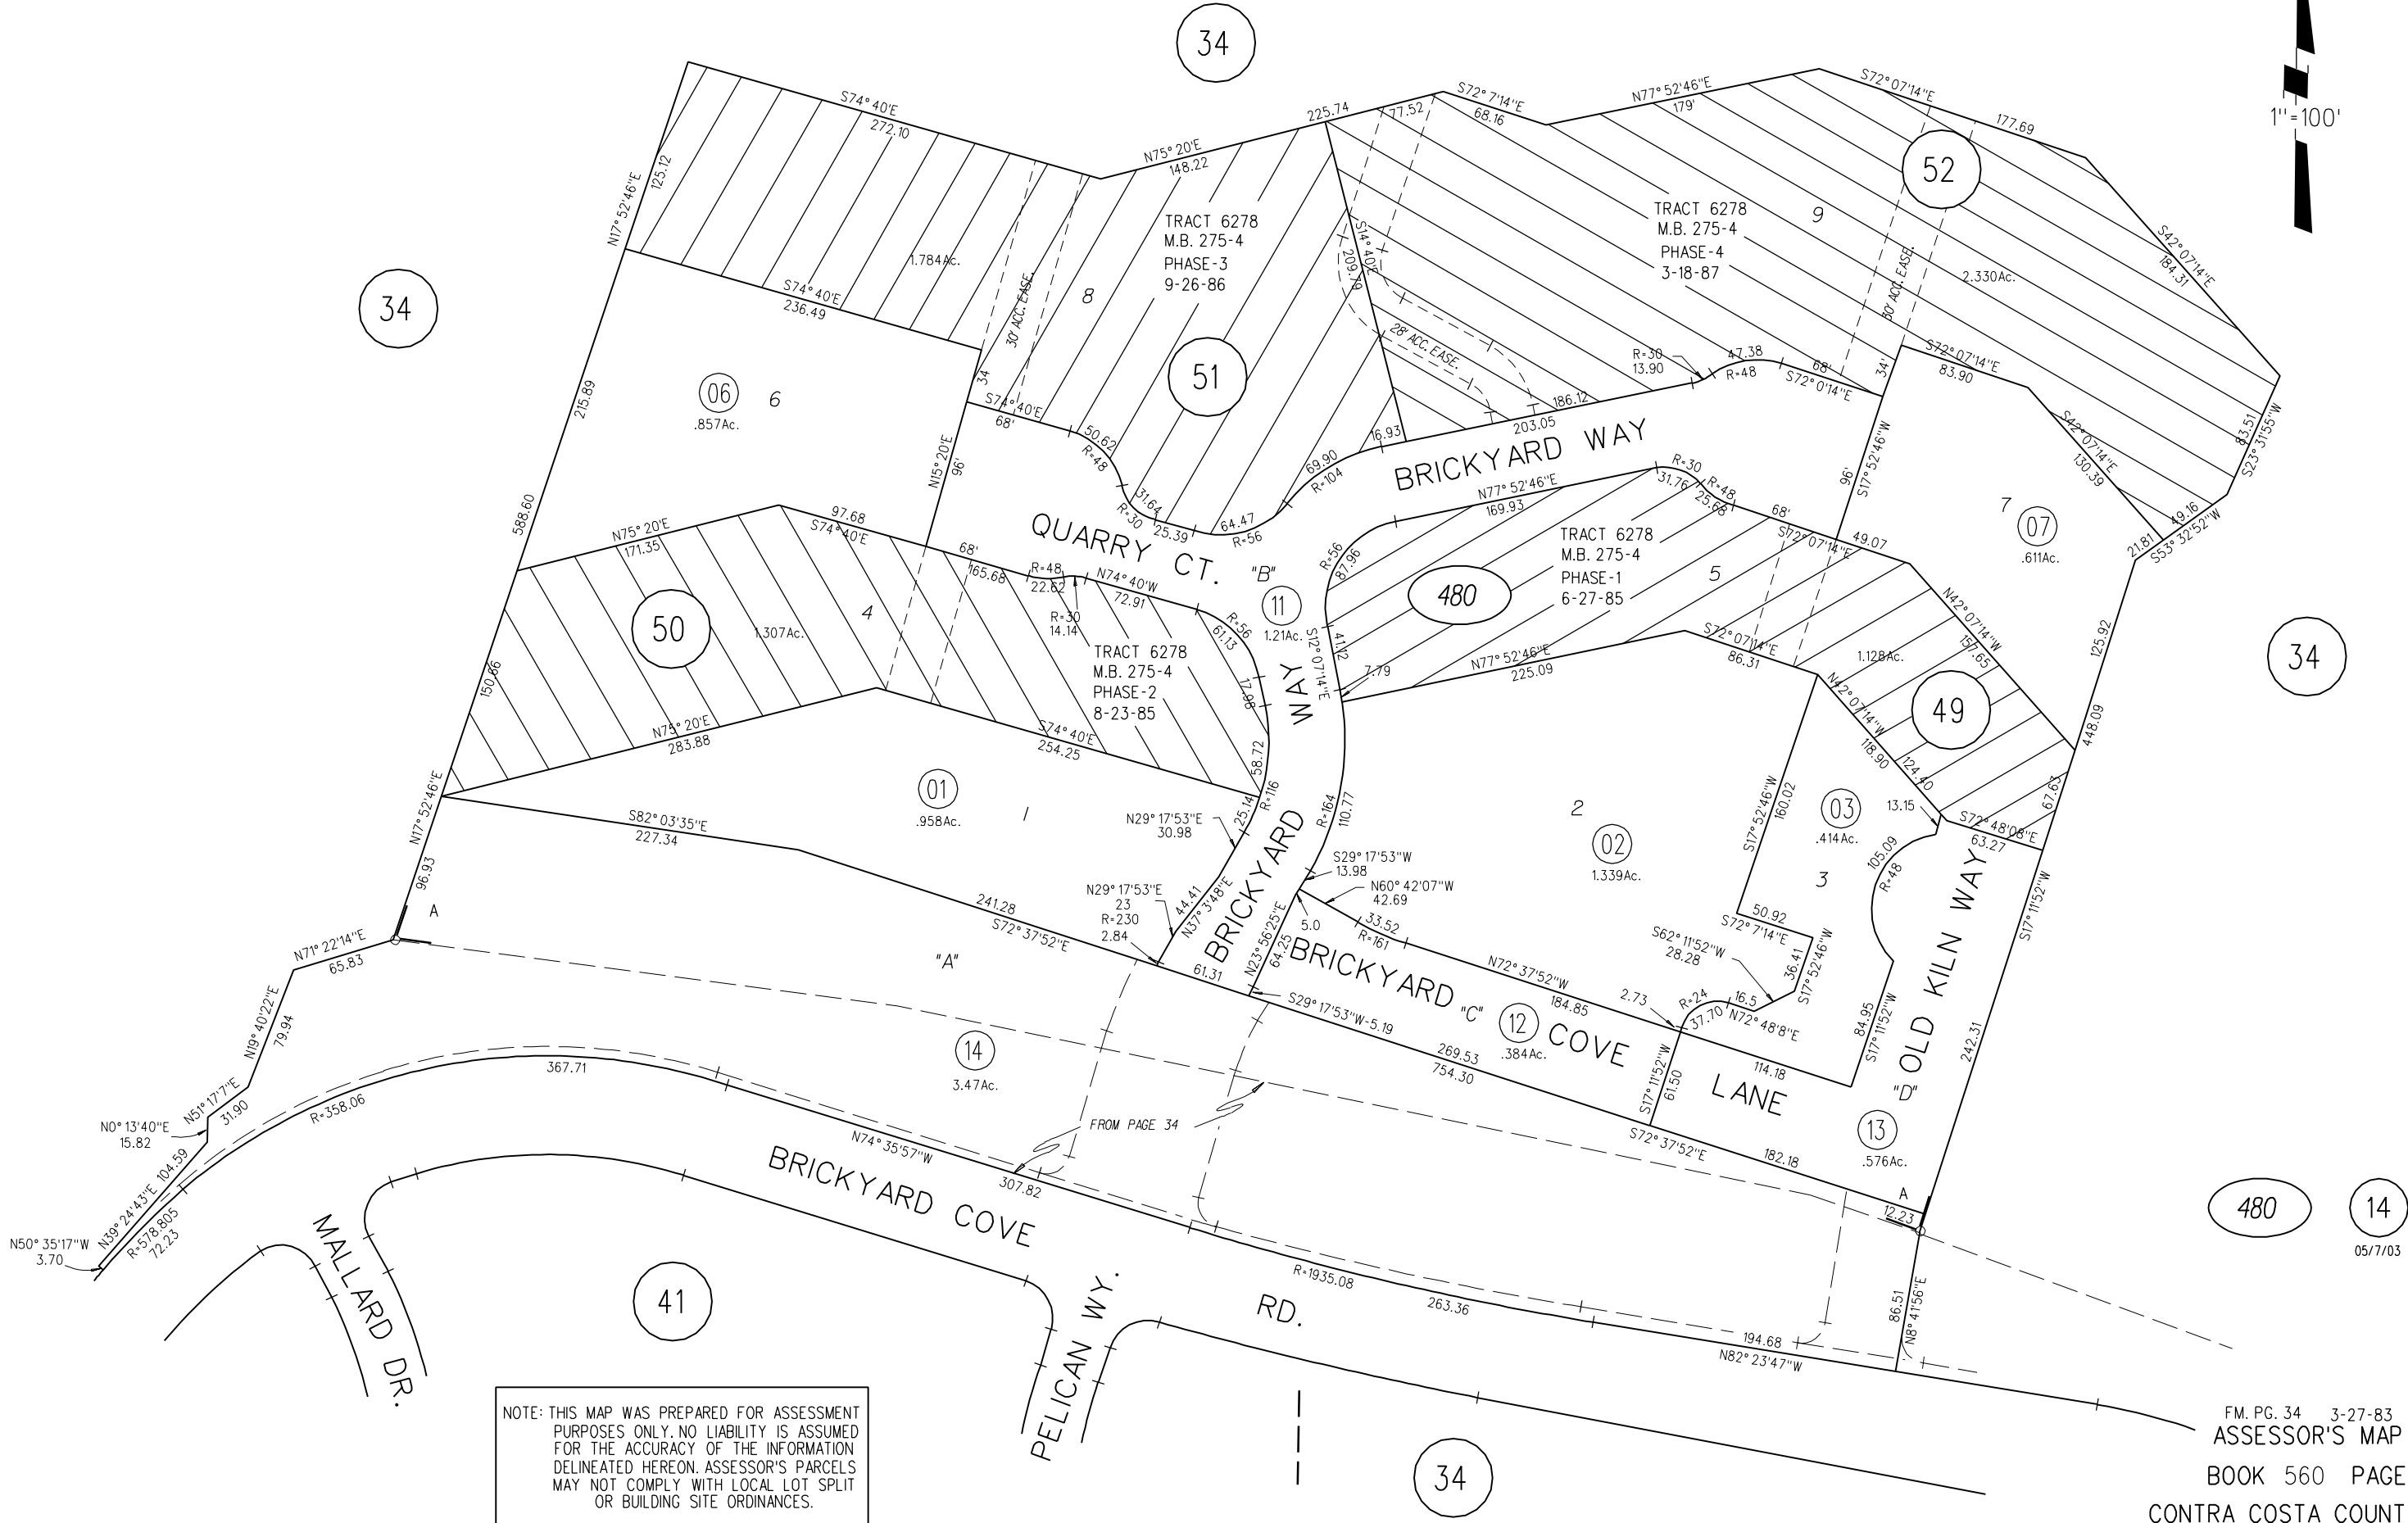 34
1"=100'
S74°40'E
272.10
N75°20'E
148.22
225.74
77.52
S72°7'14"E
68.16
N77°52'46"E
179'
S72°07'14"E
177.69
52
N17°52'46"E
125.12
TRACT 6278
M.B. 275-4
PHASE-3
9-26-86
TRACT 6278
M.B. 275-4
PHASE-4
3-18-87
9
2.330Ac.
S42°07'14"E
184.31
34
1.784Ac.
S74°40'E
236.49
30' ACC. EASE.
8
S14°40'E
209.79
28' ACC. EASE.
30' ACC. EASE.
R=30
13.90
47.38
R=48
68'
S72°0'14"E
34'
S72°07'14"E
83.90
83.51
S23°31'55"W
215.89
06
6
.857Ac.
34
S74°40'E
68'
51
50.62
R=48
186.12
203.05
16.93
BRICKYARD WAY
S42°07'14"E
130.39
N15°20'E
96'
31.64
R=30
25.39
64.47
R=56
69.90
R=104
N77°52'46"E
169.93
R=30
31.76
R=48
25.68
68'
S72°07'14"E
49.07
96'
S17°52'46"W
7
07
.611Ac.
49.16
21.81
S53°32'52"W
588.60
N75°20'E
171.35
97.68
S74°40'E
QUARRY CT.
68'
165.68
R=48
22.62
R=30
14.14
N74°40'W
72.91
"B"
11
1.21Ac.
R=56
87.96
480
TRACT 6278
M.B. 275-4
PHASE-1
6-27-85
5
50
1.307Ac.
4
TRACT 6278
M.B. 275-4
PHASE-2
8-23-85
R=56
61.13
17.98
41.12
S12°07'14"E
7.79
WAY
N77°52'46"E
225.09
S72°07'14"E
86.31
1.128Ac.
N42°07'14"W
157.65
125.92
34
150.66
N75°20'E
283.88
S74°40'E
254.25
58.72
R=116
N42°07'14"W
118.90
124.40
49
448.09
67.63
N17°52'46"E
96.93
S82°03'35"E
227.34
01
.958Ac.
1
N29°17'53"E
30.98
25.14
R=164
110.77
2
02
1.339Ac.
S17°52'46"W
160.02
03
.414Ac.
3
13.15
S72°48'08"E
63.27
105.09
R=48
A
N71°22'14"E
65.83
241.28
S72°37'52"E
N29°17'53"E
23
R=230
2.84
44.41
N37°3'48"E
BRICKYARD
S29°17'53"W
13.98
N60°42'07"W
42.69
5.0
33.52
R=161
50.92
S72°7'14"E
36.41
S17°52'46"W
S62°11'52"W
28.28
OLD KILN WAY
S17°11'52"W
"A"
61.31
N23°56'25"E
64.25
BRICKYARD COVE LANE
"C"
N72°37'52"W
184.85
2.73
R=24
37.70
16.5
N72°48'8"E
84.95
S17°11'52"W
242.31
N19°40'22"E
79.94
14
3.47Ac.
S29°17'53"W-5.19
12
.384Ac.
269.53
754.30
S17°11'52"W
61.50
114.18
"D"
13
.576Ac.
N51°17'7"E
31.90
367.71
R=358.06
N0°13'40"E
15.82
FROM PAGE 34
N74°35'57"W
307.82
S72°37'52"E
182.18
A
12.23
N39°24'43"E 104.59
R=578.805
72.23
N50°35'17"W
3.70
MALLARD DR.
BRICKYARD COVE RD.
R=1935.08
263.36
194.68
N82°23'47"W
86.51
N8°41'56"E
480
14
05/7/03
41
PELICAN WY.
34
NOTE: THIS MAP WAS PREPARED FOR ASSESSMENT
PURPOSES ONLY. NO LIABILITY IS ASSUMED
FOR THE ACCURACY OF THE INFORMATION
DELINEATED HEREON. ASSESSOR'S PARCELS
MAY NOT COMPLY WITH LOCAL LOT SPLIT
OR BUILDING SITE ORDINANCES.
FM. PG. 34 3-27-83
ASSESSOR'S MAP
BOOK 560 PAGE
CONTRA COSTA COUNT